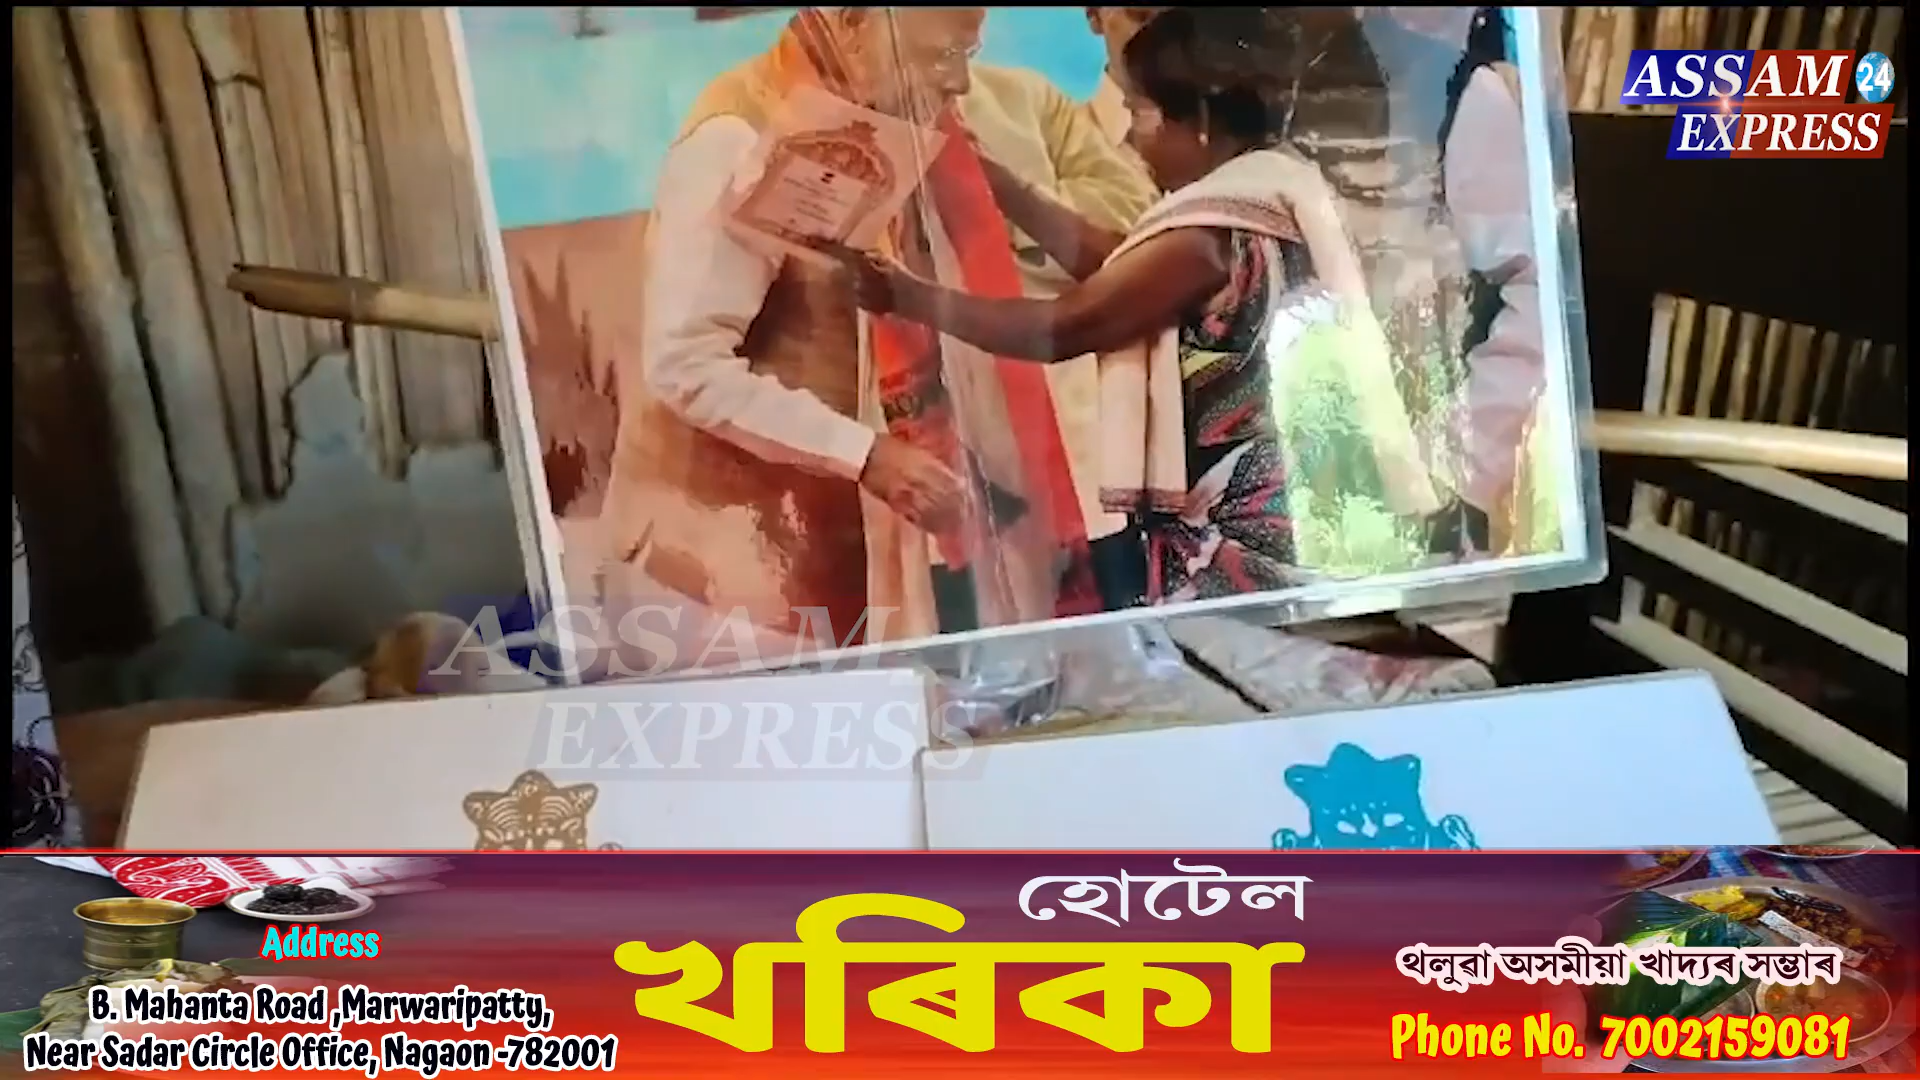 ASSAM 24
EXPRESS
ASSAM
EXPRESS
হোটেল
খৰিকা
Address
B. Mahanta Road ,Marwaripatty,
Near Sadar Circle Office, Nagaon -782001
থলুৱা অসমীয়া খাদ্যৰ সম্ভাৰ
Phone No. 7002159081